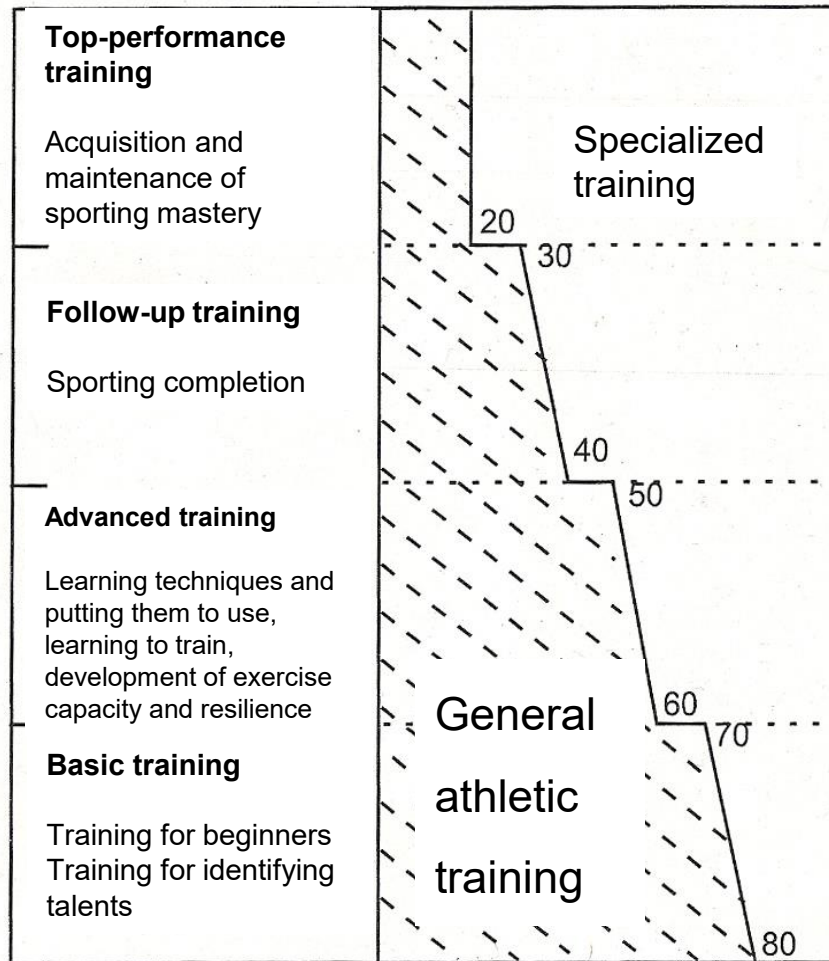 Top-performance
training
Acquisition and
maintenance of
sporting mastery
Specialized
training
20
30
Follow-up training
Sporting completion
40
50
Advanced training
Learning techniques and
putting them to use,
learning to train,
development of exercise
capacity and resilience
60
70
General
athletic
training
Basic training
Training for beginners
Training for identifying
talents
80